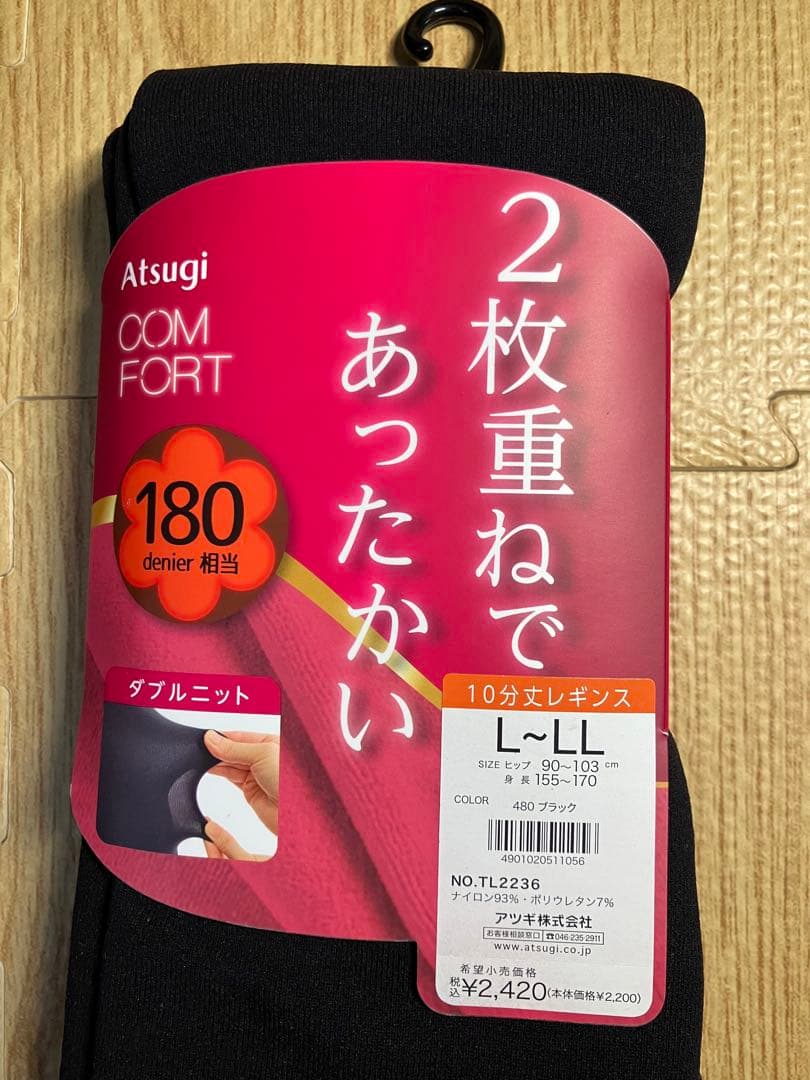 Atsugi
COM
FORT
2枚重ねで
あったかい
180
denier 相当
ダブルニット
10分丈レギンス
L~LL
SIZE ヒップ 90~103 cm
身長 155~170
COLOR 480 ブラック
4901020511056
NO.TL2236
ナイロン93%・ポリウレタン7%
アツギ株式会社
お客様相談窓口 ☎046-235-2911
www.atsugi.co.jp
希望小売価格
税込 ¥2,420(本体価格¥2,200)